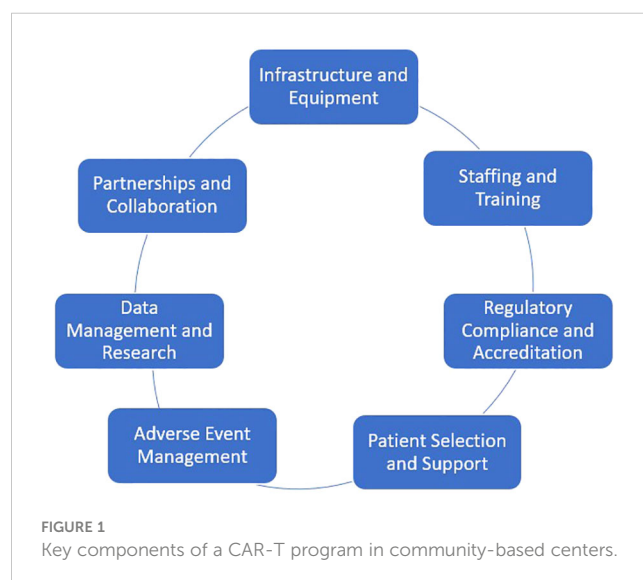 Infrastructure and
Equipment
Staffing and
Training
Regulatory
Compliance and
Accreditation
Patient Selection
and Support
Adverse Event
Management
Data
Management and
Research
Partnerships and
Collaboration
FIGURE 1
Key components of a CAR-T program in community-based centers.